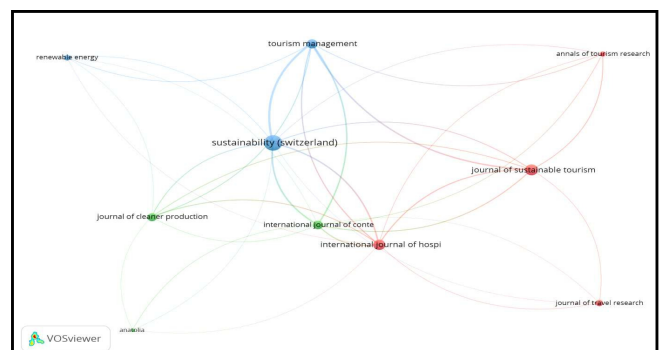 tourism management
annals of tourism research
renewable energy
sustainability (switzerland)
journal of sustainable tourism
journal of cleaner production
international journal of conte
international journal of hospi
journal of travel research
anatolia
VOSviewer